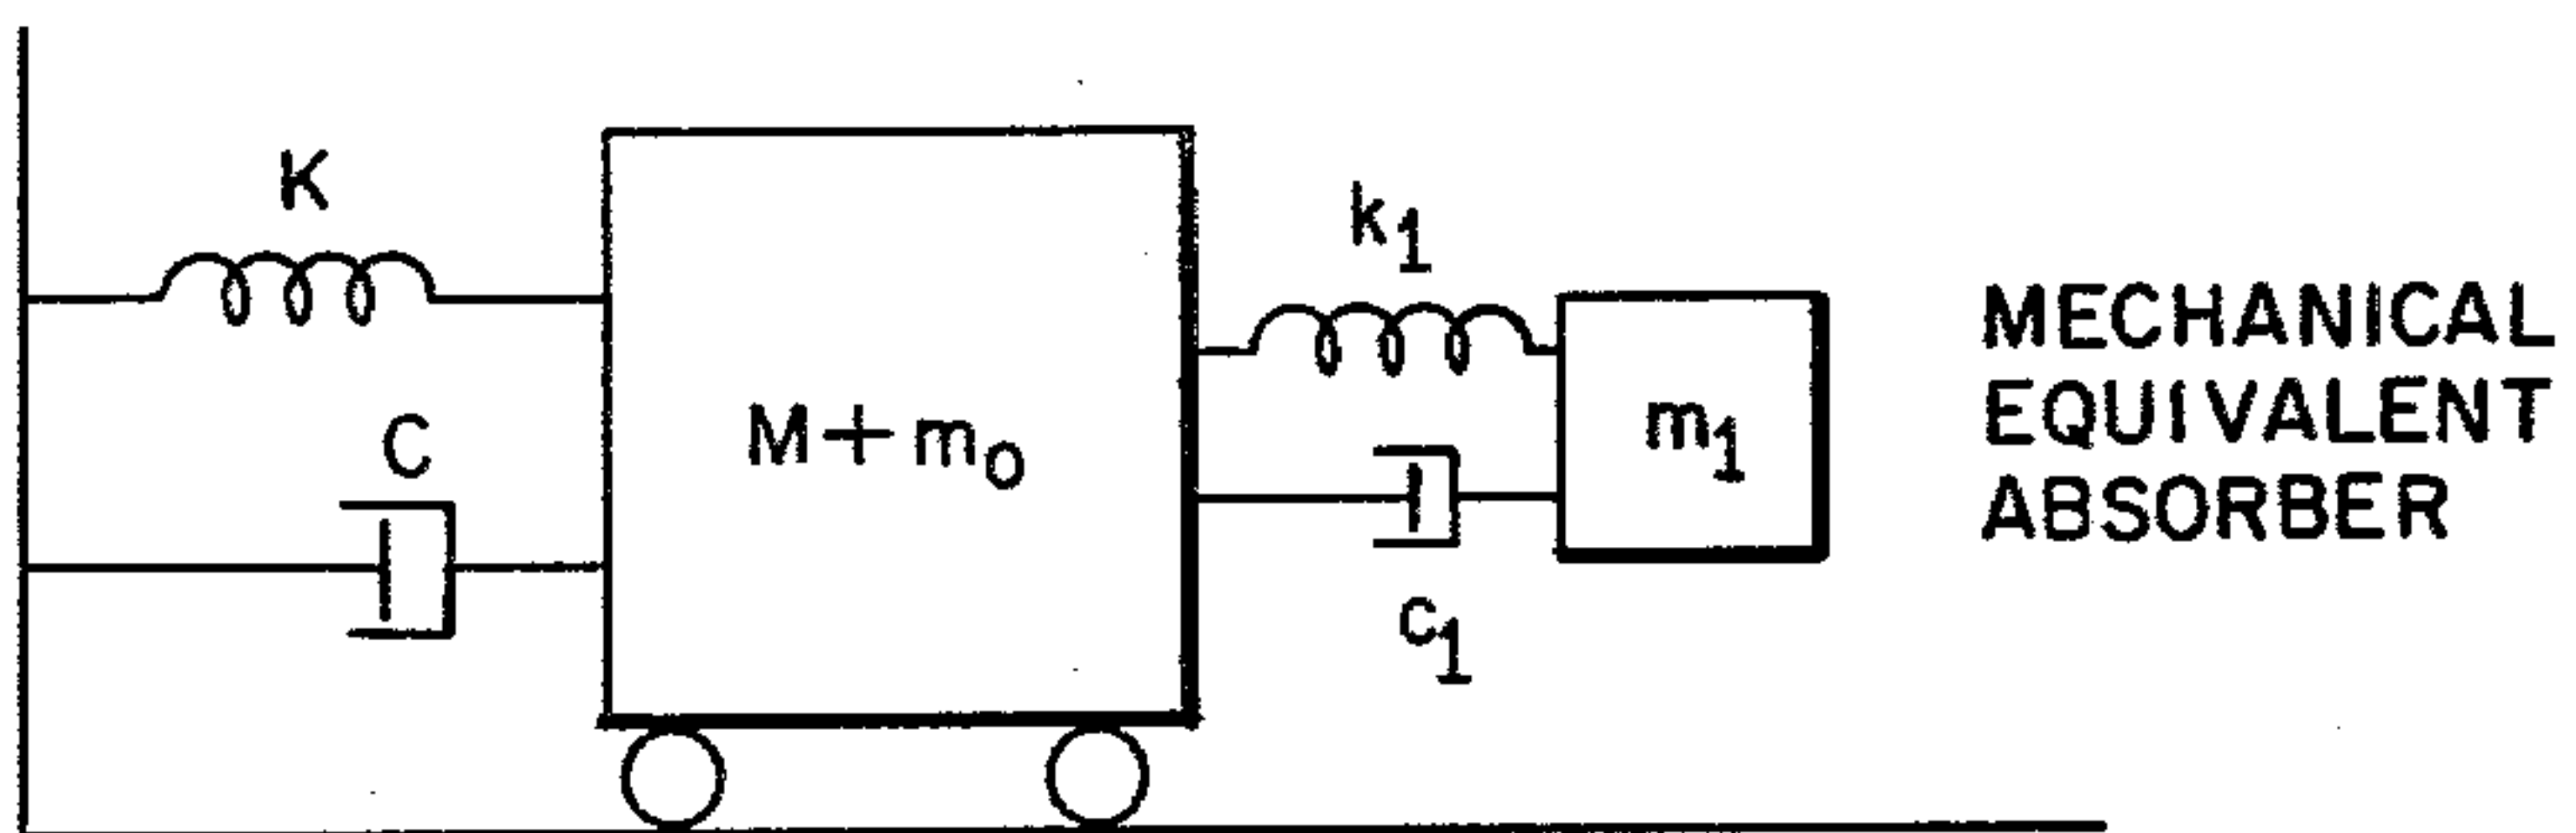 K
k₁
C
M+m₀
m₁
c₁
MECHANICAL
EQUIVALENT
ABSORBER